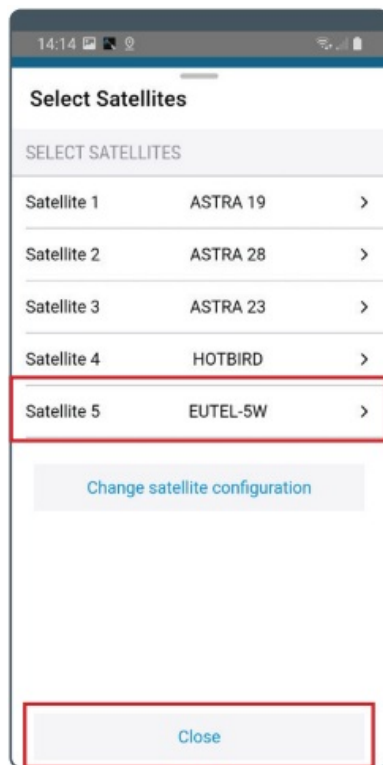 14:14
Select Satellites
SELECT SATELLITES
Satellite 1 ASTRA 19 >
Satellite 2 ASTRA 28 >
Satellite 3 ASTRA 23 >
Satellite 4 HOTBIRD >
Satellite 5 EUTEL-5W >
Change satellite configuration
Close